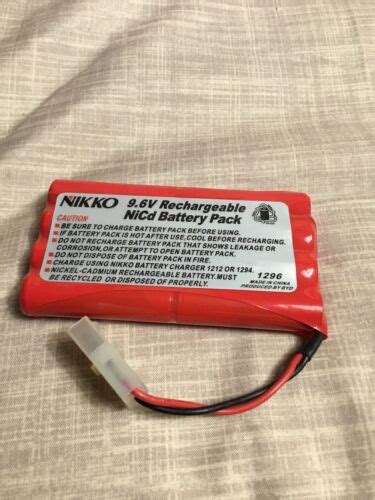 NIKKO 9.6V Rechargeable
NiCd Battery Pack
CAUTION
BE SURE TO CHARGE BATTERY PACK BEFORE USING.
IF BATTERY PACK IS HOT AFTER USE,COOL BEFORE RECHARGING.
DO NOT RECHARGE BATTERY PACK THAT SHOWS LEAKAGE OR
CORROSION, OR ATTEMPT TO OPEN BATTERY PACK.
DO NOT DISPOSE OF BATTERY PACK IN FIRE.
CHARGE USING NIKKO BATTERY CHARGER 1212 OR 1294.
NICKEL-CADMIUM RECHARGEABLE BATTERY.MUST
BE RECYCLED OR DISPOSED OF PROPERLY.
1296
MADE IN CHINA
PRODUCED BY BYD